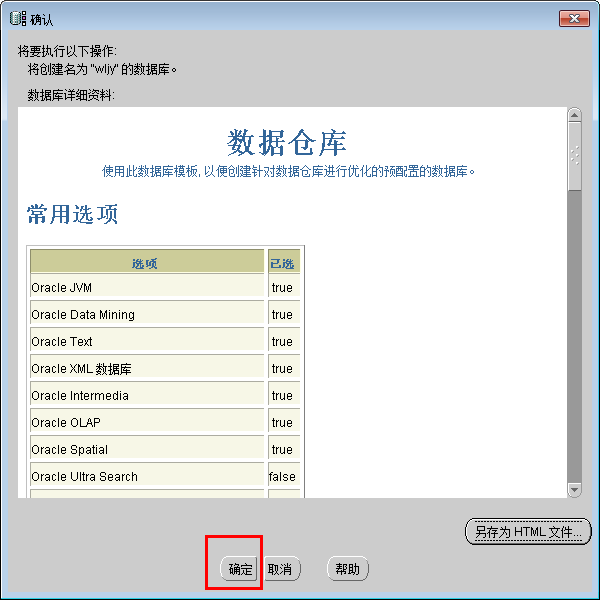 确认
将要执行以下操作:
将创建名为 "wljy" 的数据库。
数据库详细资料:
数据仓库
使用此数据库模板, 以便创建针对数据仓库进行优化的预配置的数据库。
常用选项
选项 已选
Oracle JVM true
Oracle Data Mining true
Oracle Text true
Oracle XML 数据库 true
Oracle Intermedia true
Oracle OLAP true
Oracle Spatial true
Oracle Ultra Search false
另存为 HTML 文件...
确定 取消 帮助